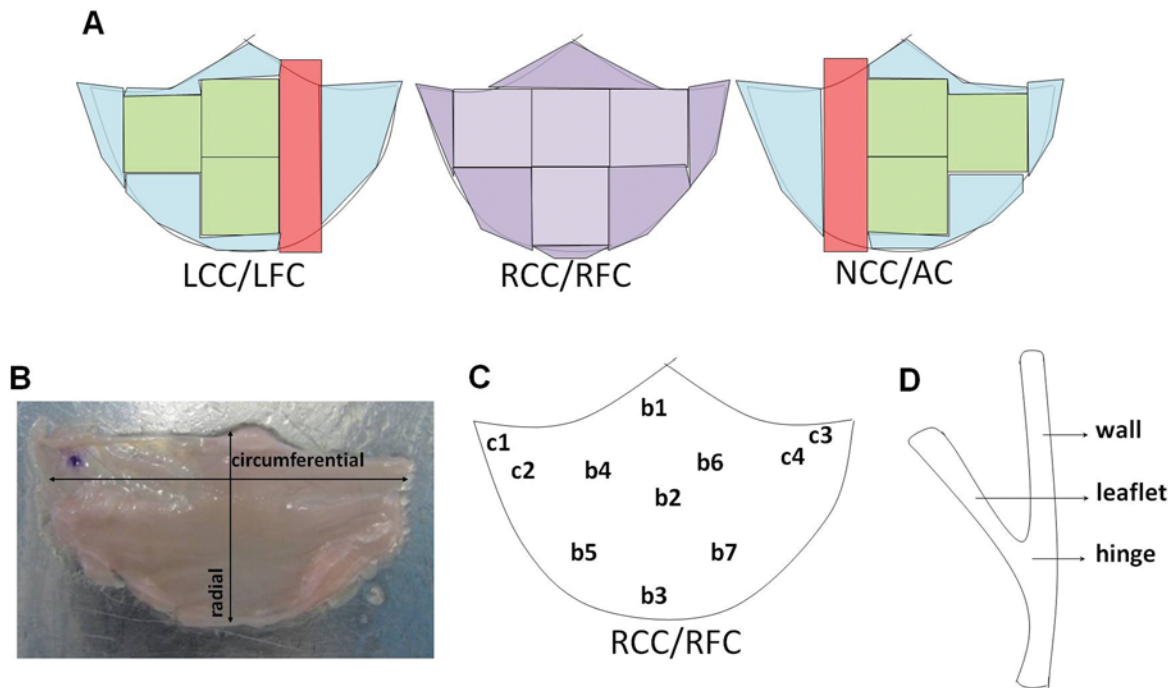 A
LCC/LFC
RCC/RFC
NCC/AC
B
circumferential
radial
C
b1
c1
c3
c2
b4
b6
c4
b2
b5
b7
b3
RCC/RFC
D
wall
leaflet
hinge